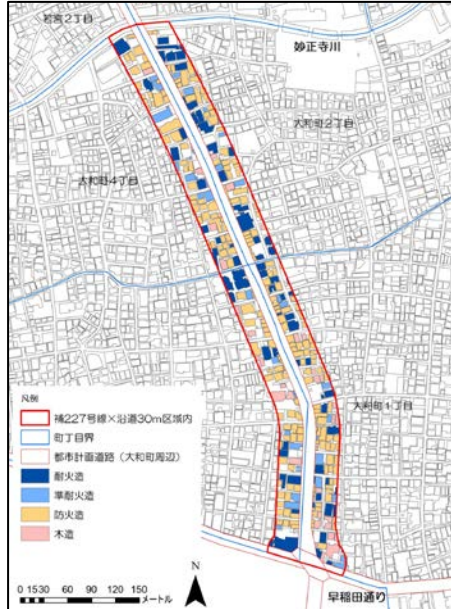 若宮2丁目
妙正寺川
大和町2丁目
大和町4丁目
大和町1丁目
凡例
補227号線×沿道30m区域内
町丁目界
都市計画道路（大和町周辺）
耐火造
準耐火造
防火造
木造
N
0 1530 60 90 120 150
メートル
早稲田通り